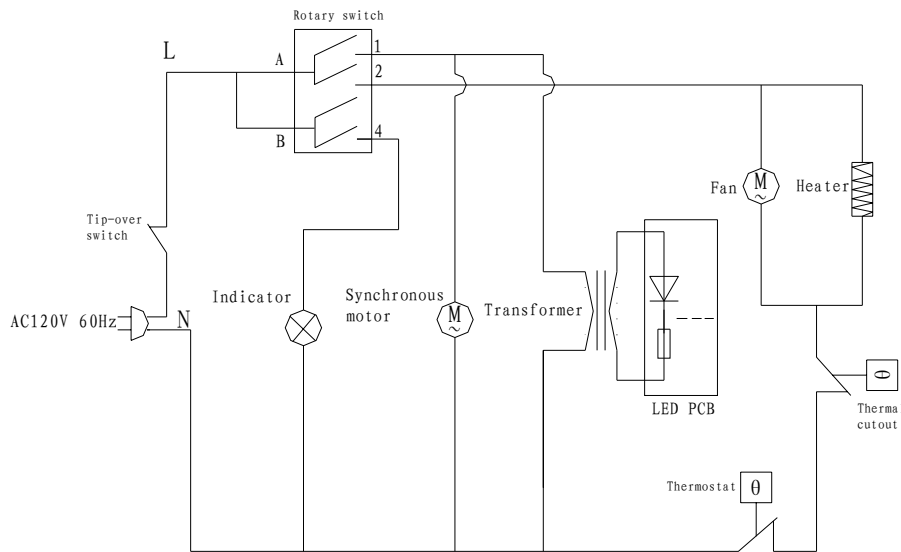 Rotary switch
L
A
1
2
B
4
Fan
M
~
Heater
Tip-over
switch
Indicator
Synchronous
motor
M
~
Transformer
AC120V 60Hz
N
θ
LED PCB
Therma
cutout
Thermostat
θ